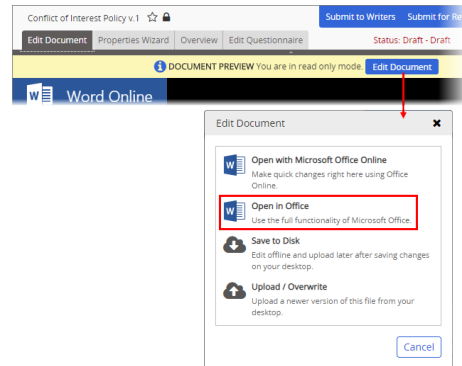 Conflict of Interest Policy v.1
Submit to Writers Submit for Re
Edit Document Properties Wizard Overview Edit Questionnaire Status: Draft - Draft
DOCUMENT PREVIEW You are in read only mode. Edit Document
W Word Online
Edit Document
Open with Microsoft Office Online
Make quick changes right here using Office
Online.
Open in Office
Use the full functionality of Microsoft Office.
Save to Disk
Edit offline and upload later after saving changes
on your desktop.
Upload / Overwrite
Upload a newer version of this file from your
desktop.
Cancel